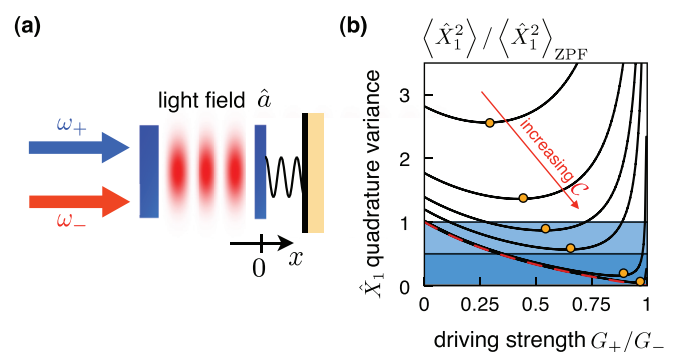 (a)
light field â
ω₊
ω₋
0
x
(b)
⟨X̂₁²⟩ / ⟨X̂₁²⟩_ZPF
X̂₁ quadrature variance
3
2
1
0
increasing 𝒞
0 0.25 0.5 0.75 1
driving strength G₊/G₋